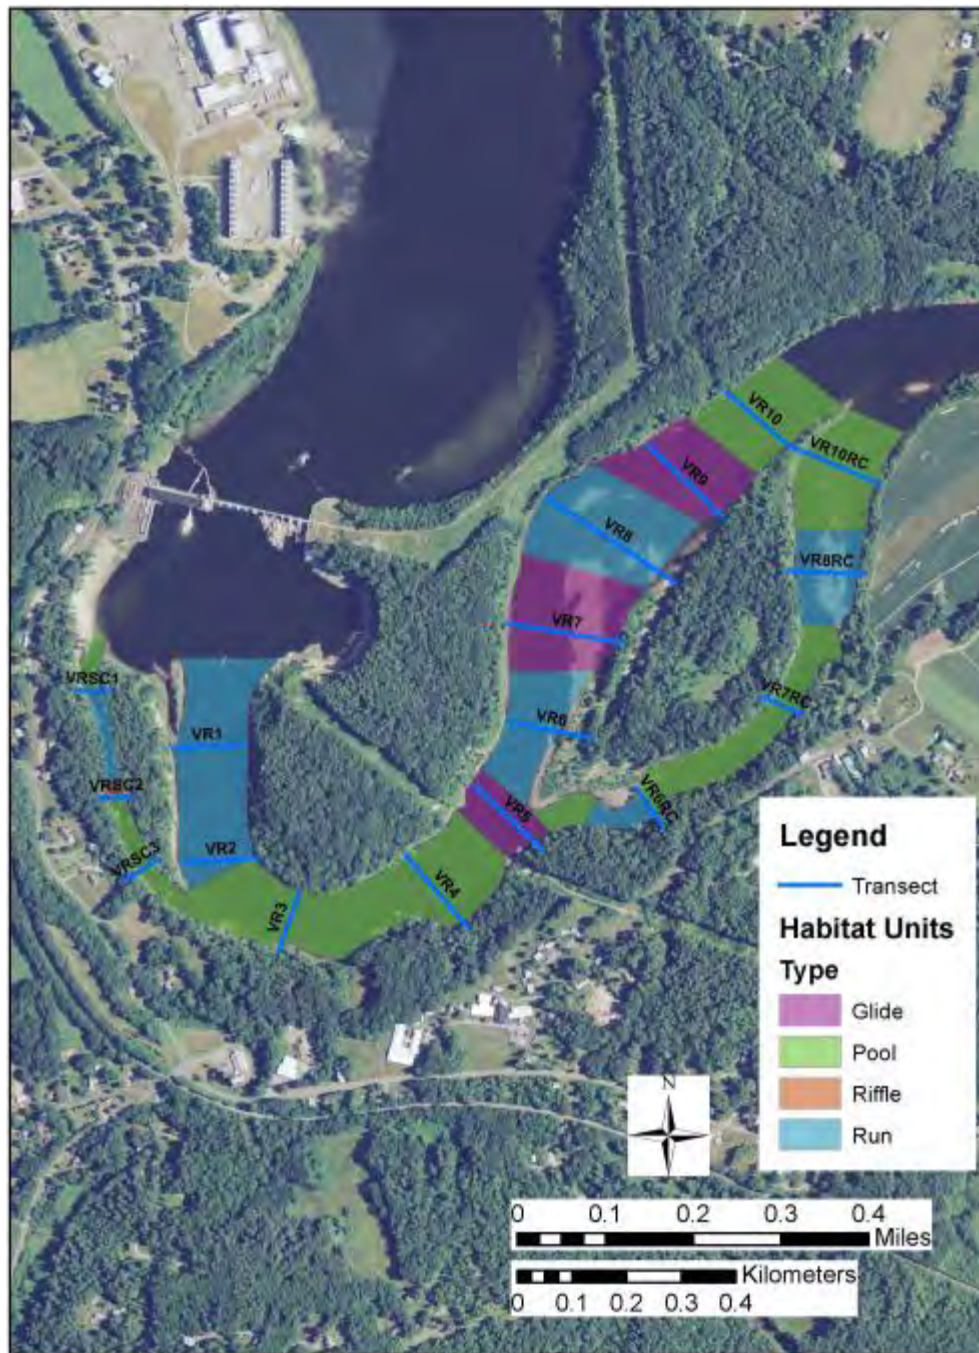 VR10
VR10RC
VR9
VR8
VR8RC
VR7
VRSC1
VR7RC
VR1
VR6
VRSC2
VR5
VR6RC
VRSC3
VR2
VR4
VR3
Legend
Transect
Habitat Units
Type
Glide
Pool
Riffle
Run
N
0 0.1 0.2 0.3 0.4
Miles
Kilometers
0 0.1 0.2 0.3 0.4